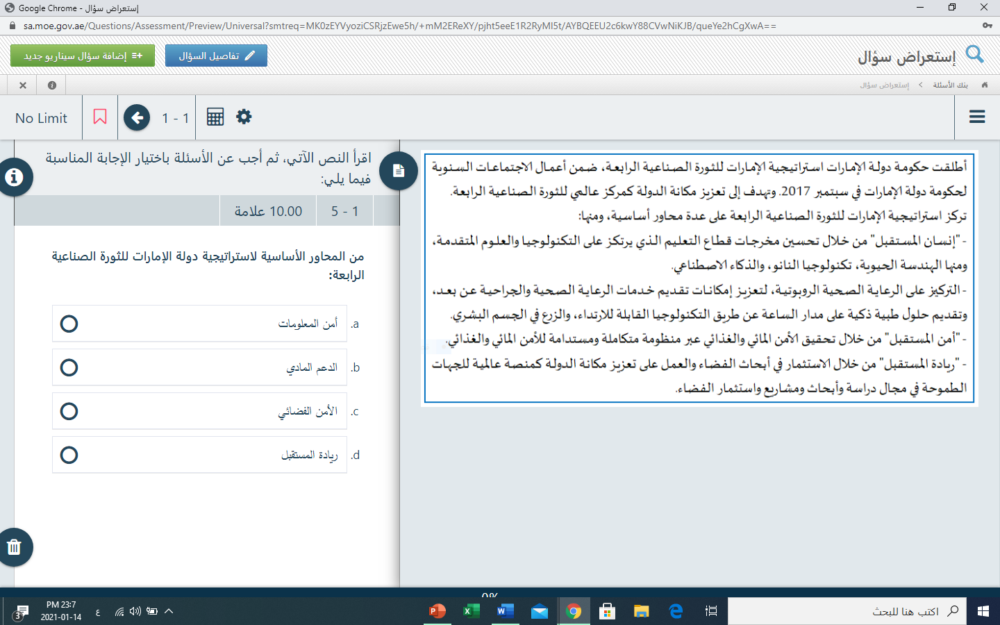 إستعراض سؤال - Google Chrome
sa.moe.gov.ae/Questions/Assessment/Preview/Universal?smtreq=MK0zEYVyoziCSRjzEwe5h/+mM2EReXY/pjht5eeE1R2RyMI5t/AYBQEEU2c6kwY88CVwNiKJB/queYe2hCgXwA==
إستعراض سؤال
تفاصيل السؤال
إضافة سؤال سيناريو جديد
بنك الأسئلة > إستعراض سؤال
No Limit
1 - 1
أطلقت حكومة دولة الإمارات استراتيجية الإمارات للثورة الصناعية الرابعة، ضمن أعمال الاجتماعات السنوية
لحكومة دولة الإمارات في سبتمبر 2017. وتهدف إلى تعزيز مكانة الدولة كمركز عالمي للثورة الصناعية الرابعة.
تركز استراتيجية الإمارات للثورة الصناعية الرابعة على عدة محاور أساسية، ومنها:
- "إنسان المستقبل" من خلال تحسين مخرجات قطاع التعليم الذي يرتكز على التكنولوجيا والعلوم المتقدمة،
ومنها الهندسة الحيوية، تكنولوجيا النانو، والذكاء الاصطناعي.
- التركيز على الرعاية الصحية الروبوتية، لتعزيز إمكانات تقديم خدمات الرعاية الصحية والجراحية عن بعد،
وتقديم حلول طبية ذكية على مدار الساعة عن طريق التكنولوجيا القابلة للارتداء، والزرع في الجسم البشري.
- "أمن المستقبل" من خلال تحقيق الأمن المائي والغذائي عبر منظومة متكاملة ومستدامة للأمن المائي والغذائي.
- "ريادة المستقبل" من خلال الاستثمار في أبحاث الفضاء والعمل على تعزيز مكانة الدولة كمنصة عالمية للجهات
الطموحة في مجال دراسة وأبحاث ومشاريع واستثمار الفضاء.
اقرأ النص الآتي، ثم أجب عن الأسئلة باختيار الإجابة المناسبة
فيما يلي:
5 - 1
10.00 علامة
من المحاور الأساسية لاستراتيجية دولة الإمارات للثورة الصناعية
الرابعة:
a. أمن المعلومات
b. الدعم المادي
c. الأمن الفضائي
d. ريادة المستقبل
PM 23:7
2021-01-14
3
ع
اكتب هنا للبحث